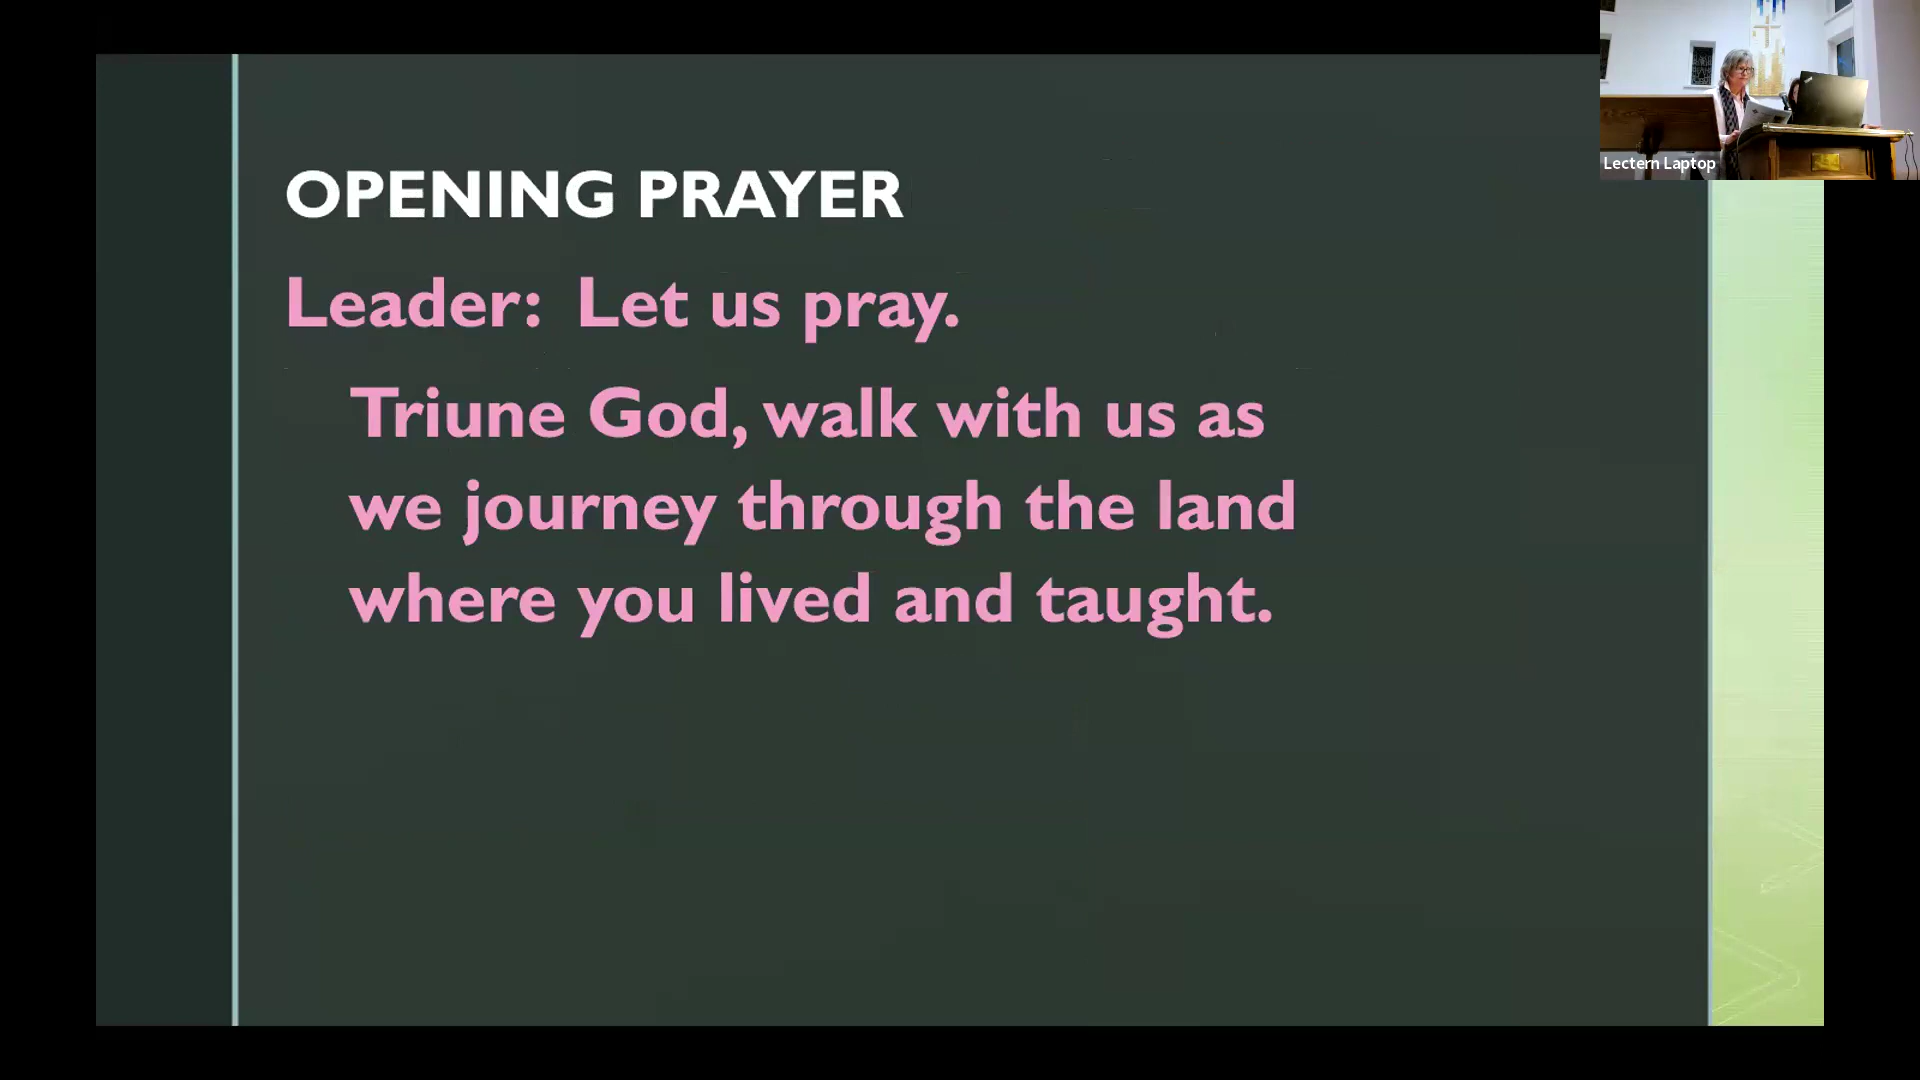 OPENING PRAYER
Leader: Let us pray.
Triune God, walk with us as
we journey through the land
where you lived and taught.
Lectern Laptop